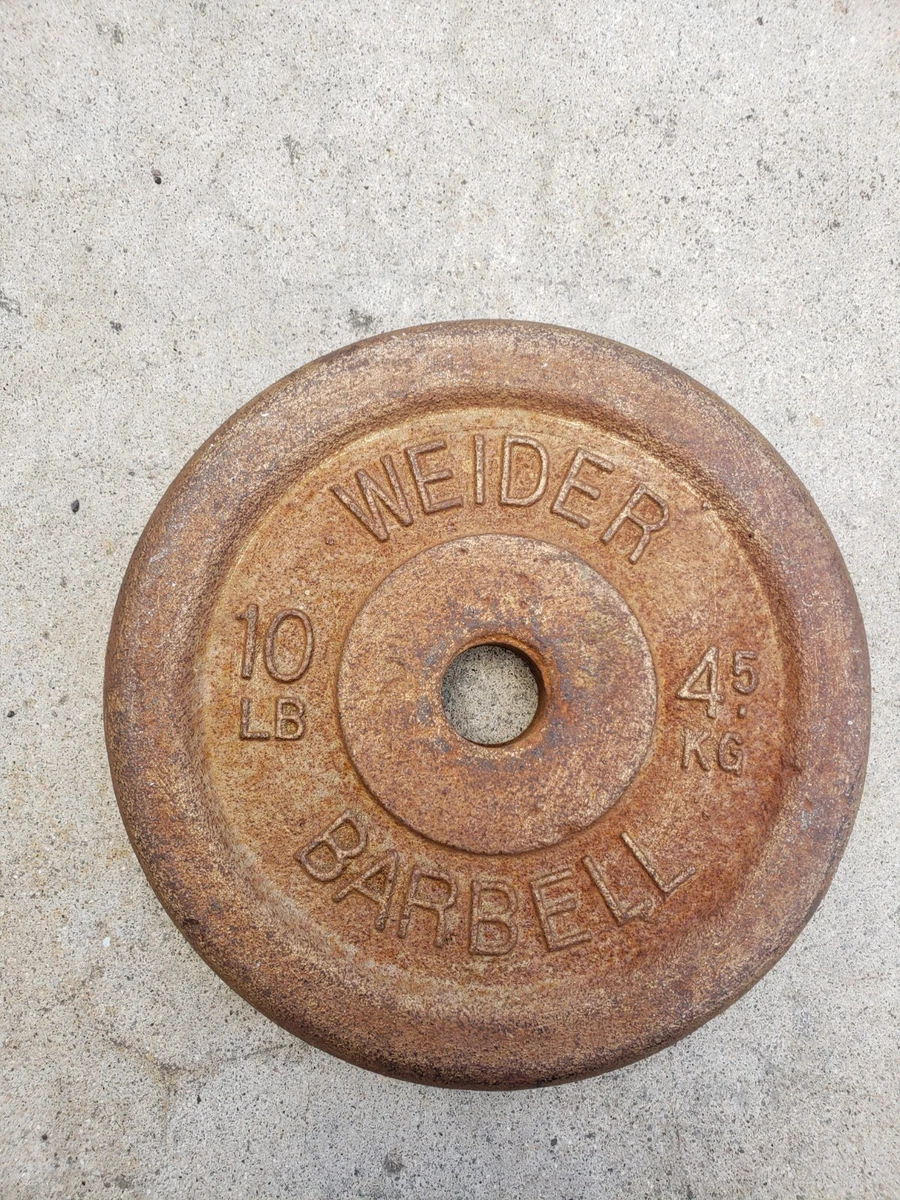 WEIDER
10
LB
4.5
KG
BARBELL